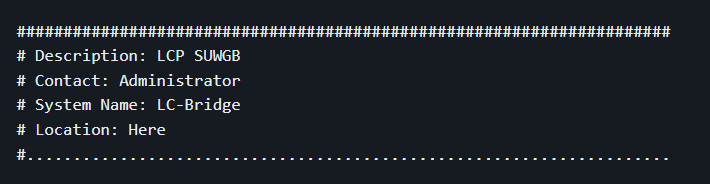 #######################################################################
# Description: LCP SUWGB
# Contact: Administrator
# System Name: LC-Bridge
# Location: Here
#......................................................................